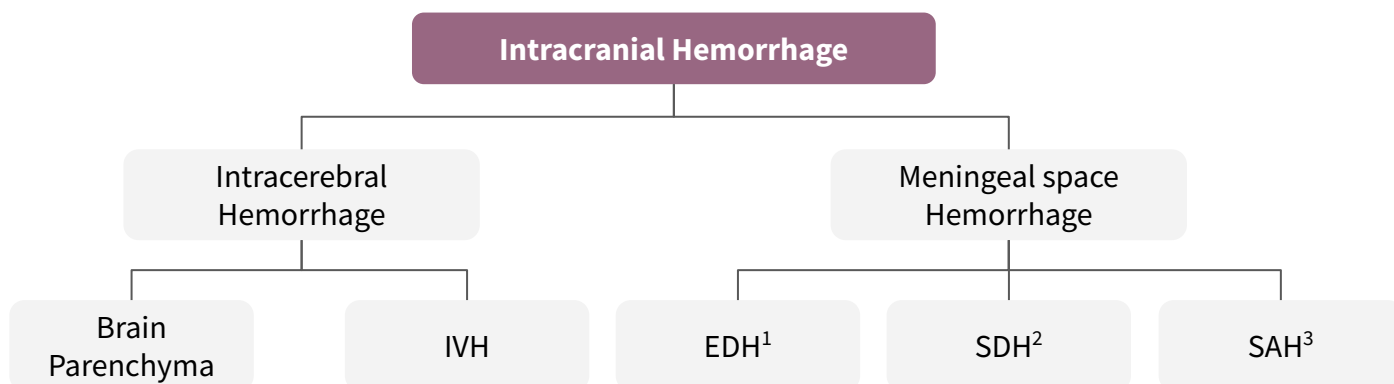 Intracranial Hemorrhage
Intracerebral
Hemorrhage
Meningeal space
Hemorrhage
Brain
Parenchyma
IVH
EDH¹
SDH²
SAH³